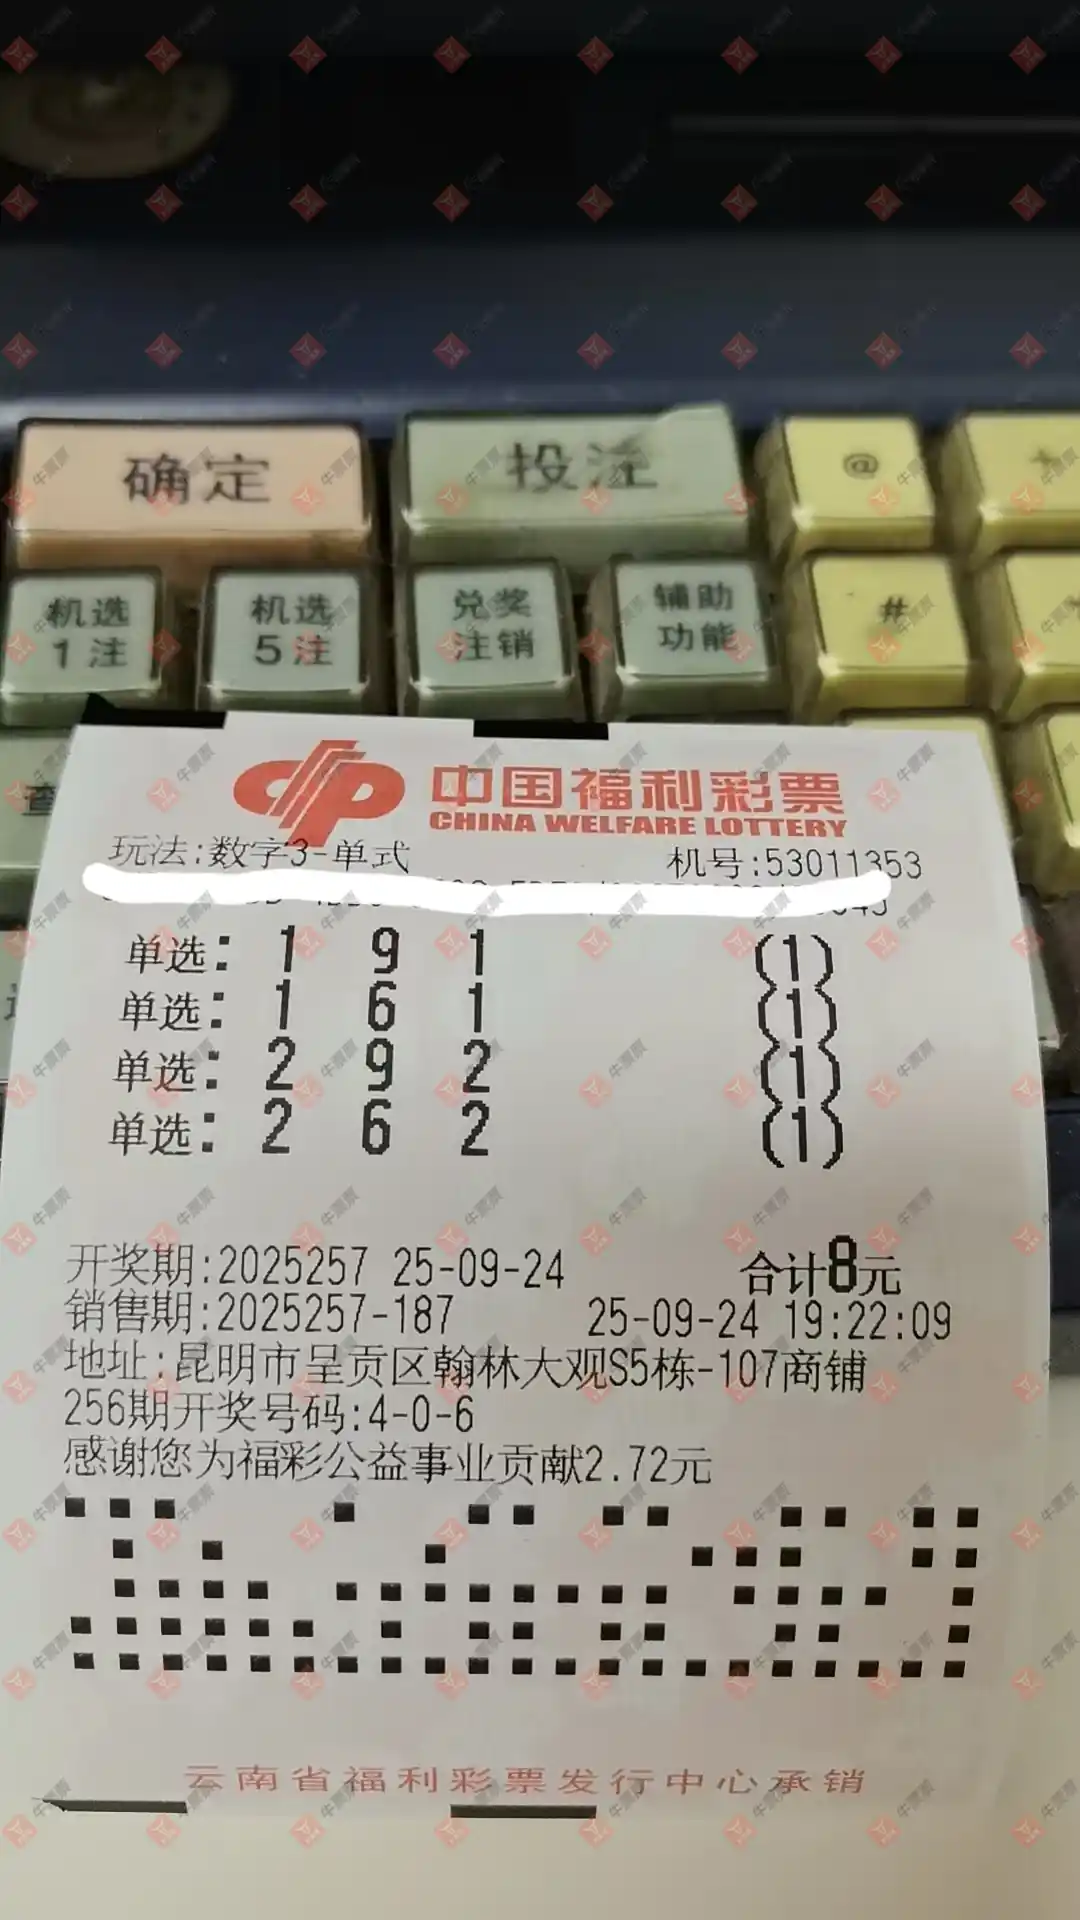 确定 投注 @
机选 机选 兑奖 辅助 #
1注 5注 注销 功能
查
中国福利彩票
CHINA WELFARE LOTTERY
玩法:数字3-单式 机号:53011353
单选: 1 9 1 (1)
单选: 1 6 1 (1)
单选: 2 9 2 (1)
单选: 2 6 2 (1)
开奖期:2025257 25-09-24 合计8元
销售期:2025257-187 25-09-24 19:22:09
地址:昆明市呈贡区翰林大观S5栋-107商铺
256期开奖号码:4-0-6
感谢您为福彩公益事业贡献2.72元
云南省福利彩票发行中心承销
牛票票